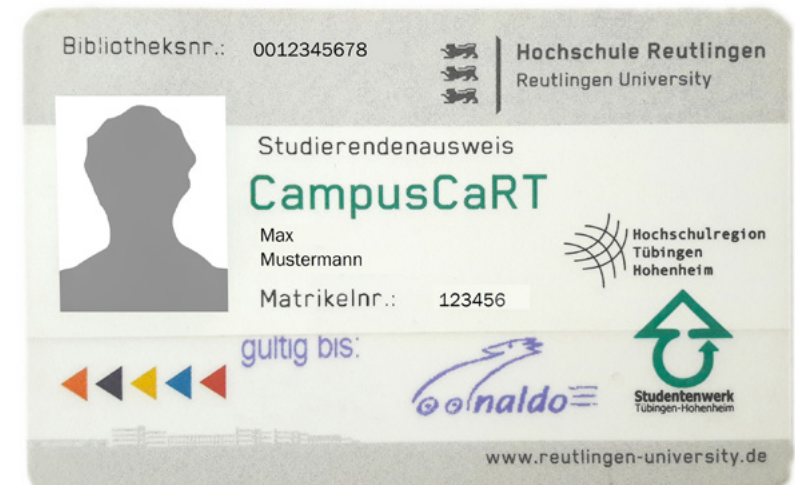 Bibliotheksnr.: 0012345678
Hochschule Reutlingen
Reutlingen University
Studierendenausweis
CampusCaRT
Max
Mustermann
Matrikelnr.: 123456
Hochschulregion
Tübingen
Hohenheim
gültig bis:
naldo
Studentenwerk
Tübingen-Hohenheim
www.reutlingen-university.de